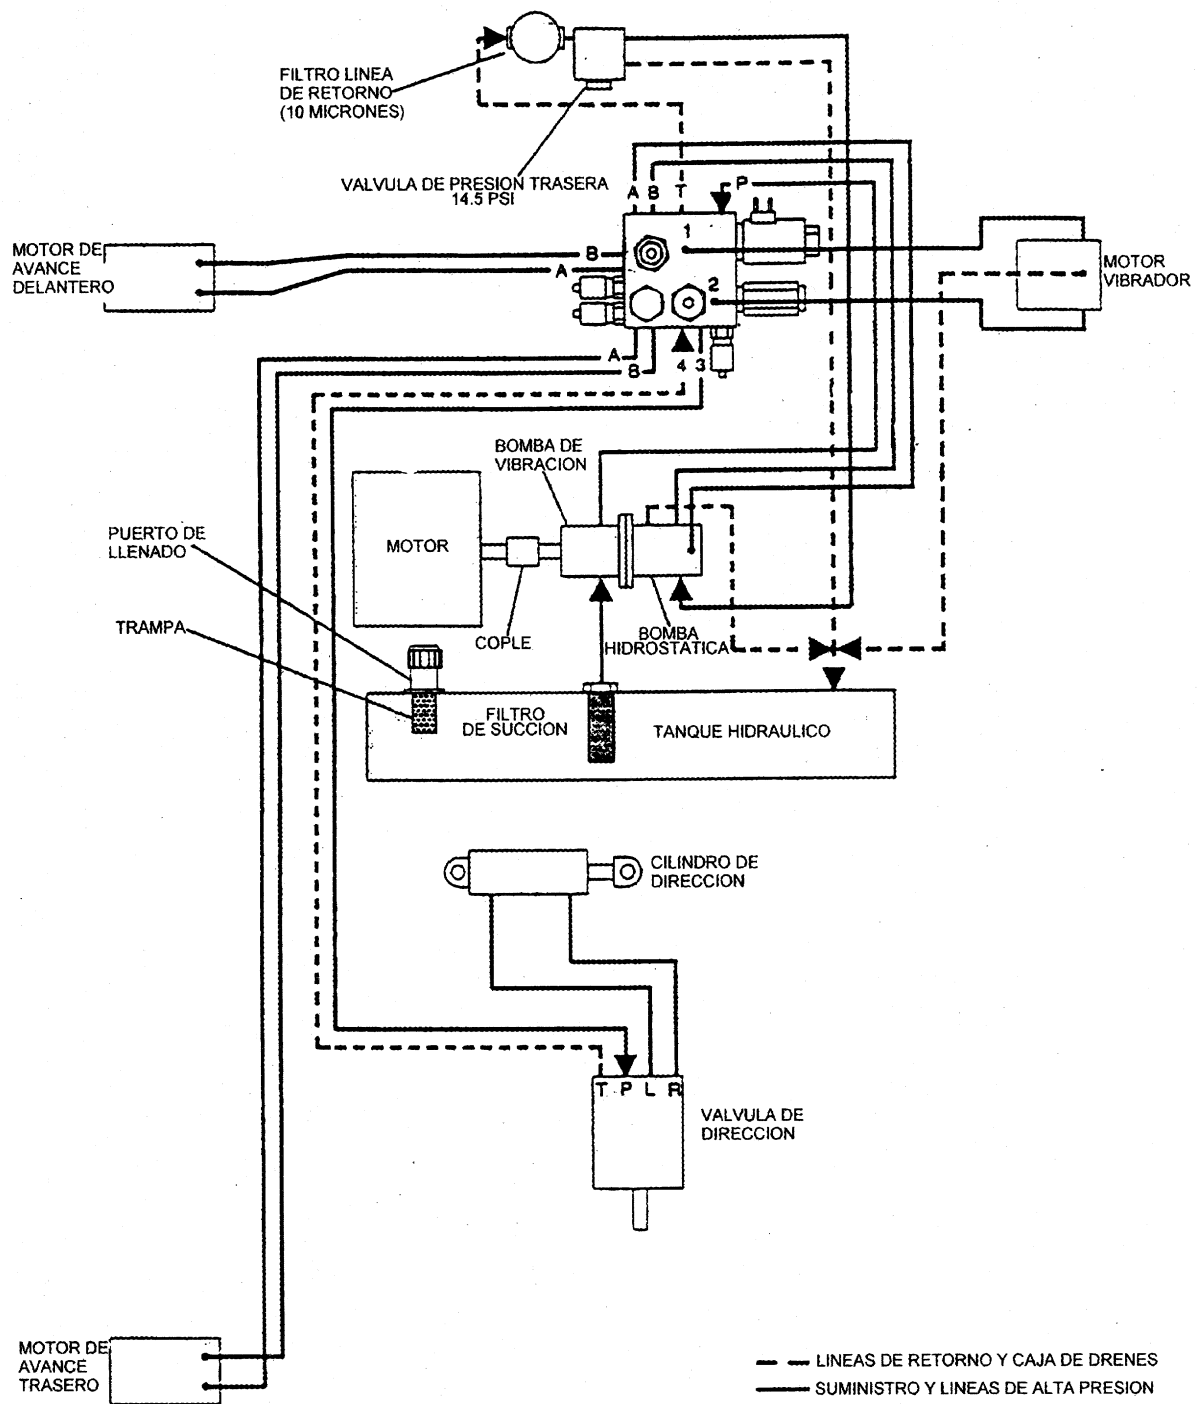 FILTRO LINEA
DE RETORNO
(10 MICRONES)
VALVULA DE PRESION TRASERA
14.5 PSI
A B T P
1
2
B
A
A
B
4 3
MOTOR DE
AVANCE
DELANTERO
MOTOR
VIBRADOR
BOMBA DE
VIBRACION
MOTOR
PUERTO DE
LLENADO
TRAMPA
COPLE
BOMBA
HIDROSTATICA
FILTRO
DE SUCCION
TANQUE HIDRAULICO
CILINDRO DE
DIRECCION
T P L R
VALVULA DE
DIRECCION
MOTOR DE
AVANCE
TRASERO
LINEAS DE RETORNO Y CAJA DE DRENES
SUMINISTRO Y LINEAS DE ALTA PRESION